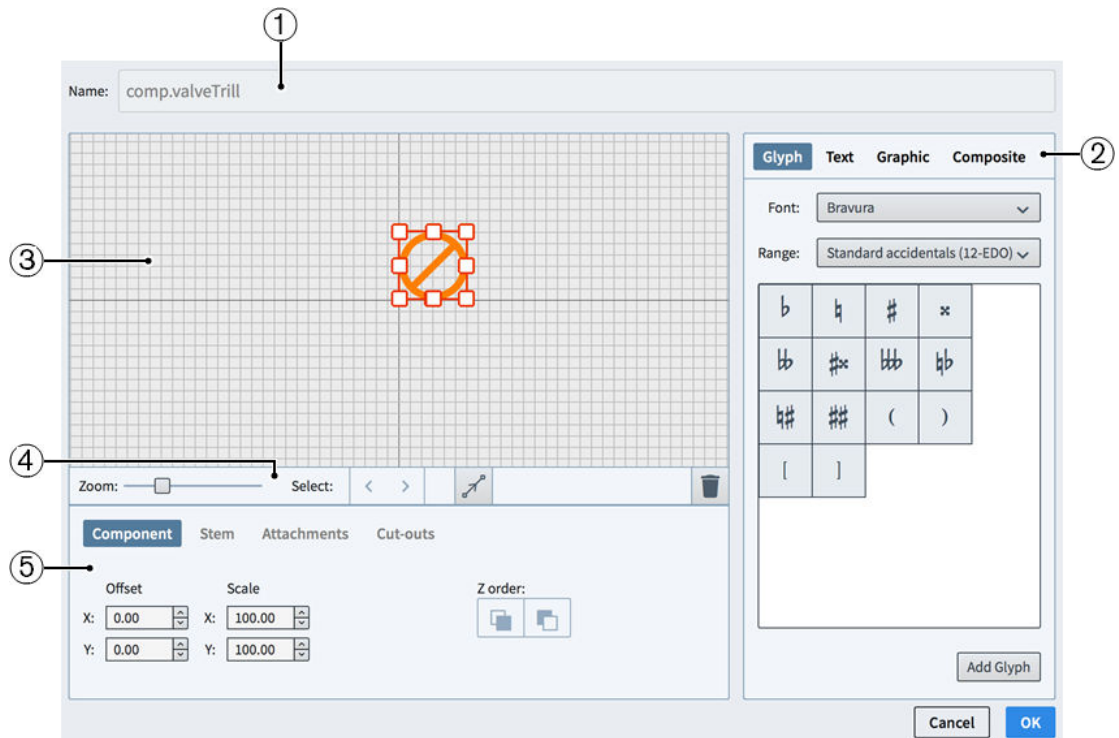 ①
Name: comp.valveTrill
Glyph Text Graphic Composite ②
Font: Bravura
Range: Standard accidentals (12-EDO)
③
♭ ♮ ♯ 𝄪
♭♭ ♯𝄪 ♭♭♭ ♮♭
♮♯ ♯♯ ( )
[ ]
④
Zoom: Select: < >
Component Stem Attachments Cut-outs
⑤
Offset Scale Z order:
X: 0.00 X: 100.00
Y: 0.00 Y: 100.00
Add Glyph
Cancel OK